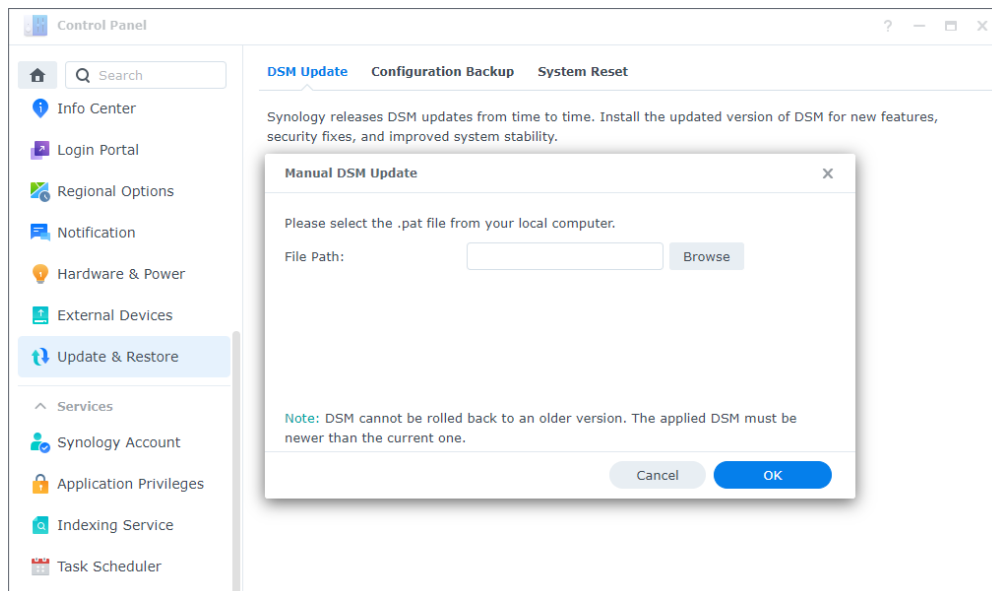 Control Panel
Search
Info Center
Login Portal
Regional Options
Notification
Hardware & Power
External Devices
Update & Restore
Services
Synology Account
Application Privileges
Indexing Service
Task Scheduler
DSM Update Configuration Backup System Reset
Synology releases DSM updates from time to time. Install the updated version of DSM for new features,
security fixes, and improved system stability.
Manual DSM Update
Please select the .pat file from your local computer.
File Path: Browse
Note: DSM cannot be rolled back to an older version. The applied DSM must be
newer than the current one.
Cancel OK